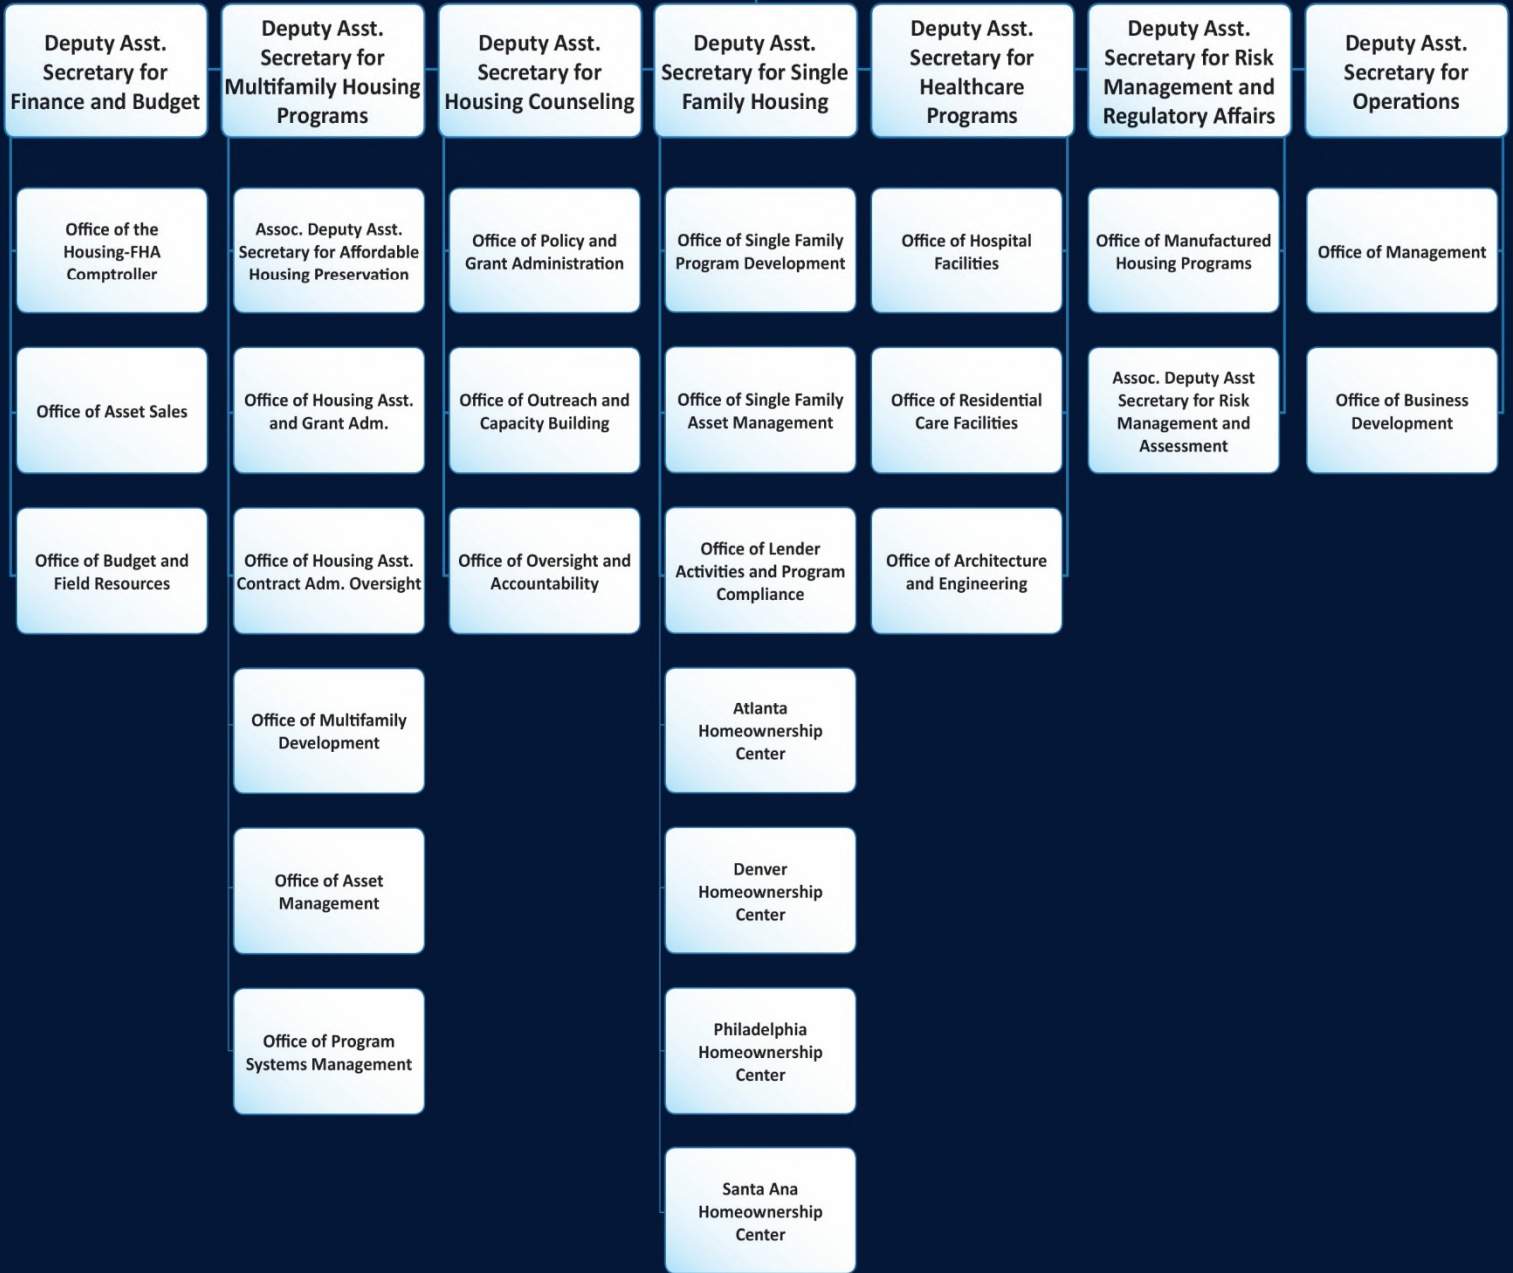 Deputy Asst.
Secretary for
Finance and Budget
Deputy Asst.
Secretary for
Multifamily Housing
Programs
Deputy Asst.
Secretary for
Housing Counseling
Deputy Asst.
Secretary for Single
Family Housing
Deputy Asst.
Secretary for
Healthcare
Programs
Deputy Asst.
Secretary for Risk
Management and
Regulatory Affairs
Deputy Asst.
Secretary for
Operations
Office of the
Housing-FHA
Comptroller
Assoc. Deputy Asst.
Secretary for Affordable
Housing Preservation
Office of Policy and
Grant Administration
Office of Single Family
Program Development
Office of Hospital
Facilities
Office of Manufactured
Housing Programs
Office of Management
Office of Asset Sales
Office of Housing Asst.
and Grant Adm.
Office of Outreach and
Capacity Building
Office of Single Family
Asset Management
Office of Residential
Care Facilities
Assoc. Deputy Asst
Secretary for Risk
Management and
Assessment
Office of Business
Development
Office of Budget and
Field Resources
Office of Housing Asst.
Contract Adm. Oversight
Office of Oversight and
Accountability
Office of Lender
Activities and Program
Compliance
Office of Architecture
and Engineering
Office of Multifamily
Development
Atlanta
Homeownership
Center
Office of Asset
Management
Denver
Homeownership
Center
Office of Program
Systems Management
Philadelphia
Homeownership
Center
Santa Ana
Homeownership
Center